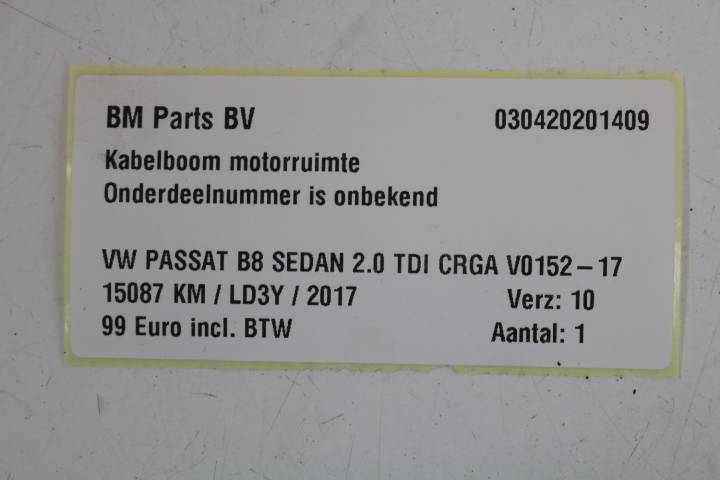 BM Parts BV 030420201409
Kabelboom motorruimte
Onderdeelnummer is onbekend
VW PASSAT B8 SEDAN 2.0 TDI CRGA V0152-17
15087 KM / LD3Y / 2017 Verz: 10
99 Euro incl. BTW Aantal: 1